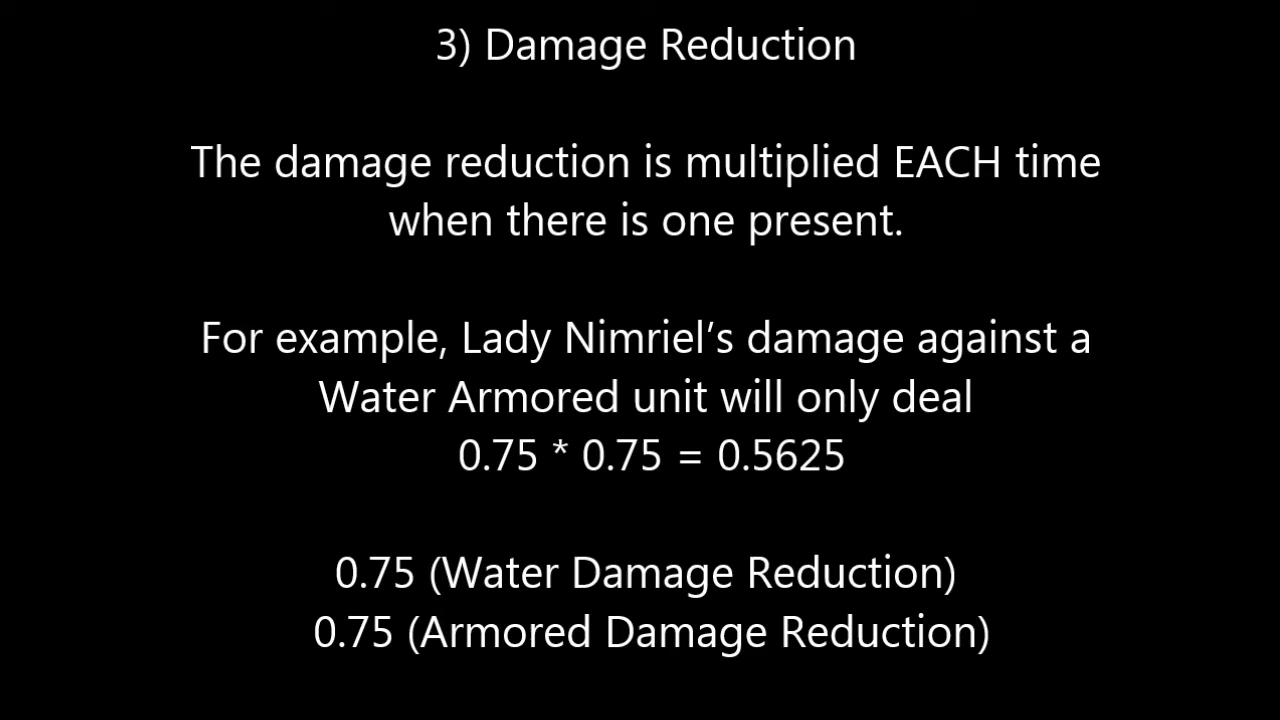 3) Damage Reduction
The damage reduction is multiplied EACH time
when there is one present.
For example, Lady Nimriel’s damage against a
Water Armored unit will only deal
0.75 * 0.75 = 0.5625
0.75 (Water Damage Reduction)
0.75 (Armored Damage Reduction)